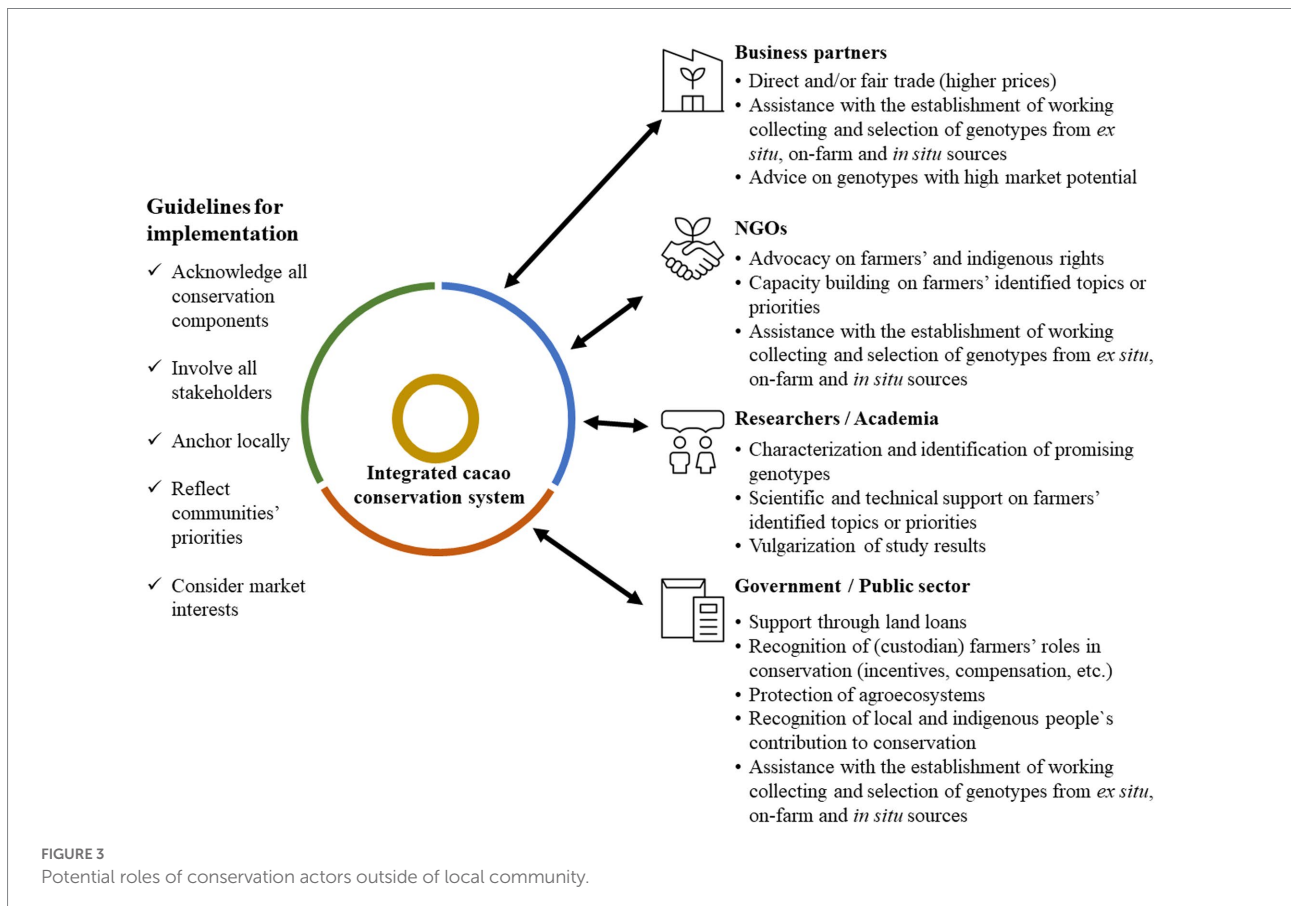 Guidelines for
implementation
✓ Acknowledge all
conservation
components
✓ Involve all
stakeholders
✓ Anchor locally
✓ Reflect
communities'
priorities
✓ Consider market
interests
Integrated cacao
conservation system
Business partners
• Direct and/or fair trade (higher prices)
• Assistance with the establishment of working
collecting and selection of genotypes from ex
situ, on-farm and in situ sources
• Advice on genotypes with high market potential
NGOs
• Advocacy on farmers' and indigenous rights
• Capacity building on farmers' identified topics or
priorities
• Assistance with the establishment of working
collecting and selection of genotypes from ex situ,
on-farm and in situ sources
Researchers / Academia
• Characterization and identification of promising
genotypes
• Scientific and technical support on farmers'
identified topics or priorities
• Vulgarization of study results
Government / Public sector
• Support through land loans
• Recognition of (custodian) farmers' roles in
conservation (incentives, compensation, etc.)
• Protection of agroecosystems
• Recognition of local and indigenous people`s
contribution to conservation
• Assistance with the establishment of working
collecting and selection of genotypes from ex situ,
on-farm and in situ sources
FIGURE 3
Potential roles of conservation actors outside of local community.